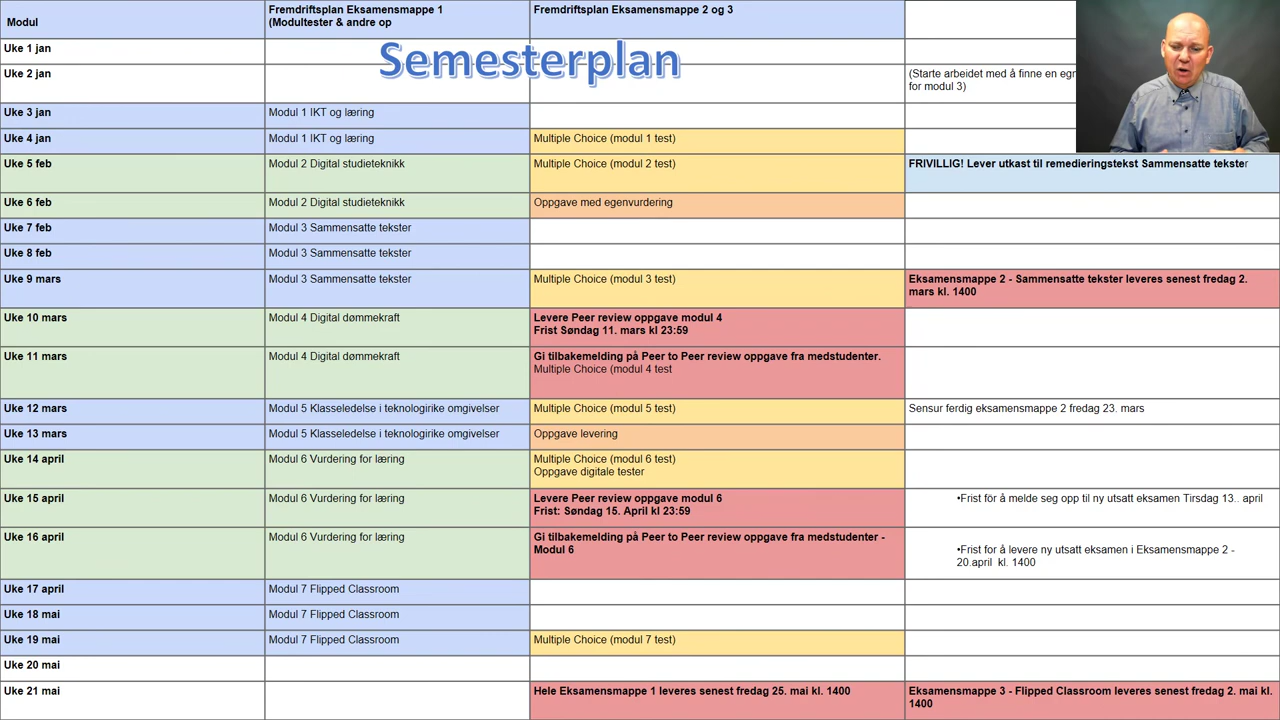 Modul
Fremdriftsplan Eksamensmappe 1
(Modultester & andre op
Fremdriftsplan Eksamensmappe 2 og 3
Semesterplan
Uke 1 jan
Uke 2 jan
(Starte arbeidet med å finne en egn
for modul 3)
Uke 3 jan
Modul 1 IKT og læring
Uke 4 jan
Modul 1 IKT og læring
Multiple Choice (modul 1 test)
Uke 5 feb
Modul 2 Digital studieteknikk
Multiple Choice (modul 2 test)
FRIVILLIG! Lever utkast til remedieringstekst Sammensatte tekster
Uke 6 feb
Modul 2 Digital studieteknikk
Oppgave med egenvurdering
Uke 7 feb
Modul 3 Sammensatte tekster
Uke 8 feb
Modul 3 Sammensatte tekster
Uke 9 mars
Modul 3 Sammensatte tekster
Multiple Choice (modul 3 test)
Eksamensmappe 2 - Sammensatte tekster leveres senest fredag 2.
mars kl. 1400
Uke 10 mars
Modul 4 Digital dømmekraft
Levere Peer review oppgave modul 4
Frist Søndag 11. mars kl 23:59
Uke 11 mars
Modul 4 Digital dømmekraft
Gi tilbakemelding på Peer to Peer review oppgave fra medstudenter.
Multiple Choice (modul 4 test
Uke 12 mars
Modul 5 Klasseledelse i teknologirike omgivelser
Multiple Choice (modul 5 test)
Sensur ferdig eksamensmappe 2 fredag 23. mars
Uke 13 mars
Modul 5 Klasseledelse i teknologirike omgivelser
Oppgave levering
Uke 14 april
Modul 6 Vurdering for læring
Multiple Choice (modul 6 test)
Oppgave digitale tester
Uke 15 april
Modul 6 Vurdering for læring
Levere Peer review oppgave modul 6
Frist: Søndag 15. April kl 23:59
•Frist för å melde seg opp til ny utsatt eksamen Tirsdag 13.. april
Uke 16 april
Modul 6 Vurdering for læring
Gi tilbakemelding på Peer to Peer review oppgave fra medstudenter -
Modul 6
•Frist for å levere ny utsatt eksamen i Eksamensmappe 2 -
20.april kl. 1400
Uke 17 april
Modul 7 Flipped Classroom
Uke 18 mai
Modul 7 Flipped Classroom
Uke 19 mai
Modul 7 Flipped Classroom
Multiple Choice (modul 7 test)
Uke 20 mai
Uke 21 mai
Hele Eksamensmappe 1 leveres senest fredag 25. mai kl. 1400
Eksamensmappe 3 - Flipped Classroom leveres senest fredag 2. mai kl.
1400